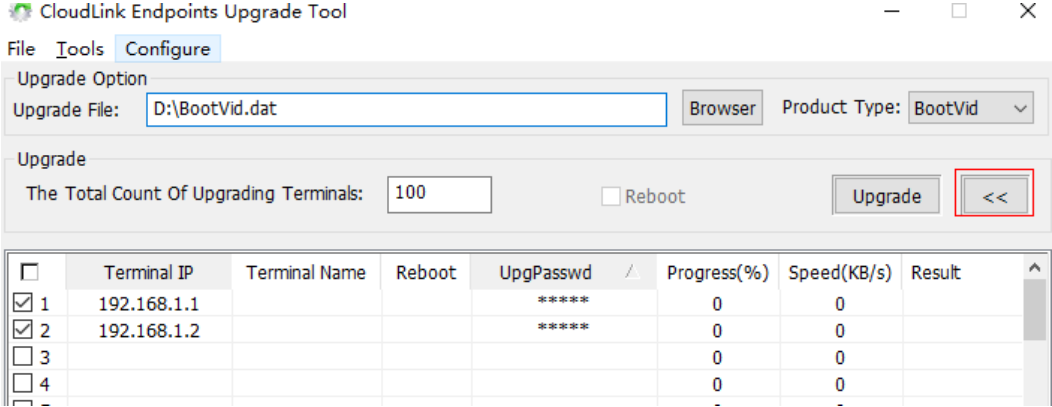 CloudLink Endpoints Upgrade Tool
File Tools Configure
Upgrade Option
Upgrade File: D:\BootVid.dat Browser Product Type: BootVid
Upgrade
The Total Count Of Upgrading Terminals: 100 Reboot Upgrade <<
Terminal IP Terminal Name Reboot UpgPasswd Progress(%) Speed(KB/s) Result
1 192.168.1.1 ***** 0 0
2 192.168.1.2 ***** 0 0
3 0 0
4 0 0